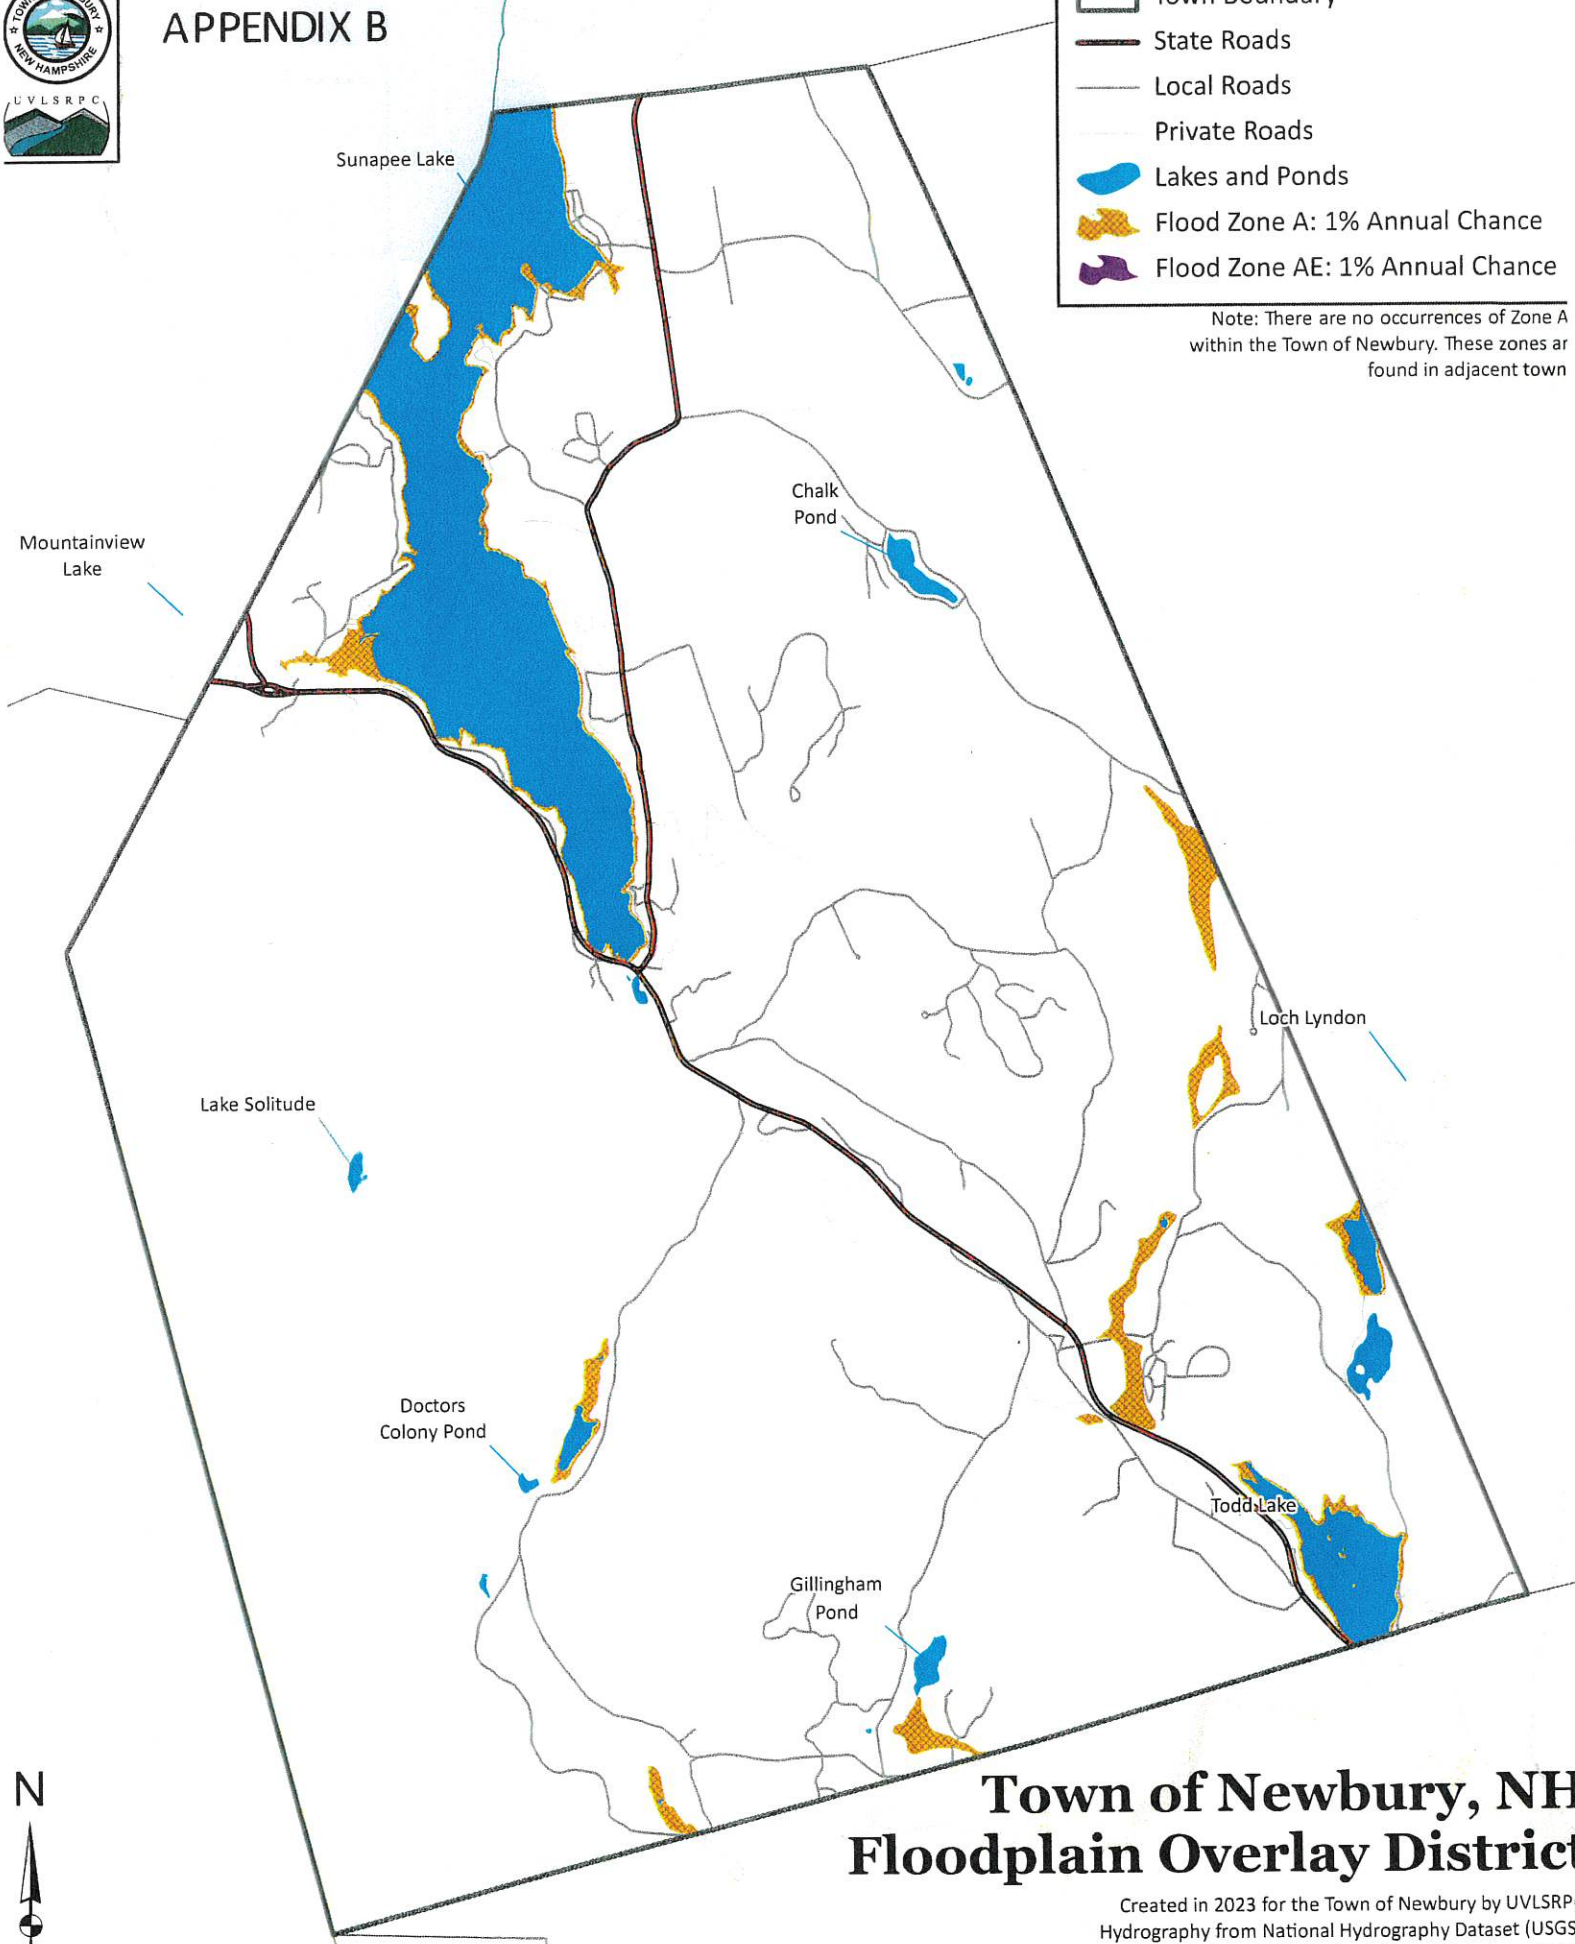 NEW HAMPSHIRE
UVLSRPC
APPENDIX B
Town Boundary
State Roads
Local Roads
Private Roads
Lakes and Ponds
Flood Zone A: 1% Annual Chance
Flood Zone AE: 1% Annual Chance
Note: There are no occurrences of Zone A
within the Town of Newbury. These zones ar
found in adjacent town
Sunapee Lake
Chalk
Pond
Mountainview
Lake
Loch Lyndon
Lake Solitude
Doctors
Colony Pond
Todd Lake
Gillingham
Pond
N
Town of Newbury, NH
Floodplain Overlay District
Created in 2023 for the Town of Newbury by UVLSRP
Hydrography from National Hydrography Dataset (USGS